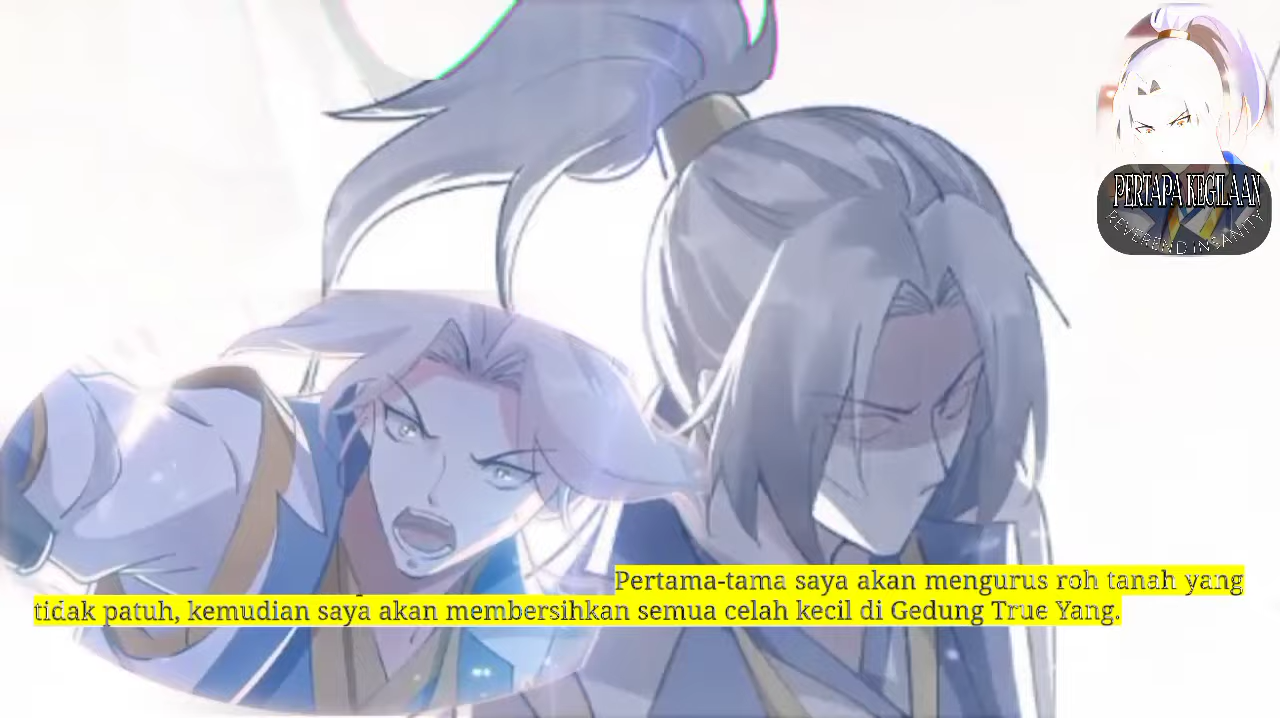 PERTAPA KEGILAAN
REVEREND INSANITY
Pertama-tama saya akan mengurus roh tanah yang
tidak patuh, kemudian saya akan membersihkan semua celah kecil di Gedung True Yang.